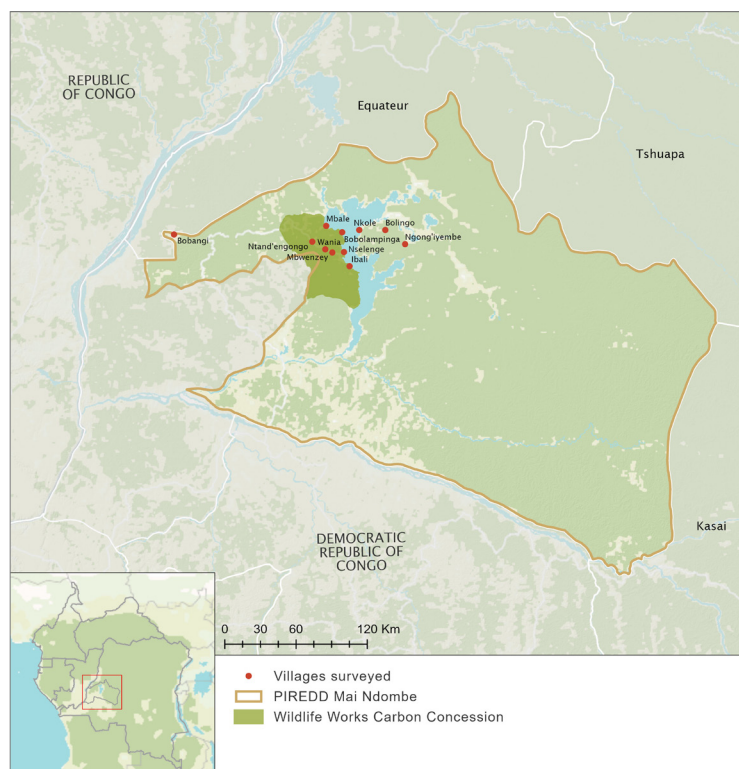 REPUBLIC
OF CONGO
Equateur
Tshuapa
Mbale
Nkole
Bolingo
Bobangi
Bobolampinga
Ngong'iyembe
Wania
Ntand'engongo
Nselenge
Mbwenzey
Ibali
Kasai
DEMOCRATIC
REPUBLIC OF
CONGO
0 30 60 120 Km
Villages surveyed
PIREDD Mai Ndombe
Wildlife Works Carbon Concession